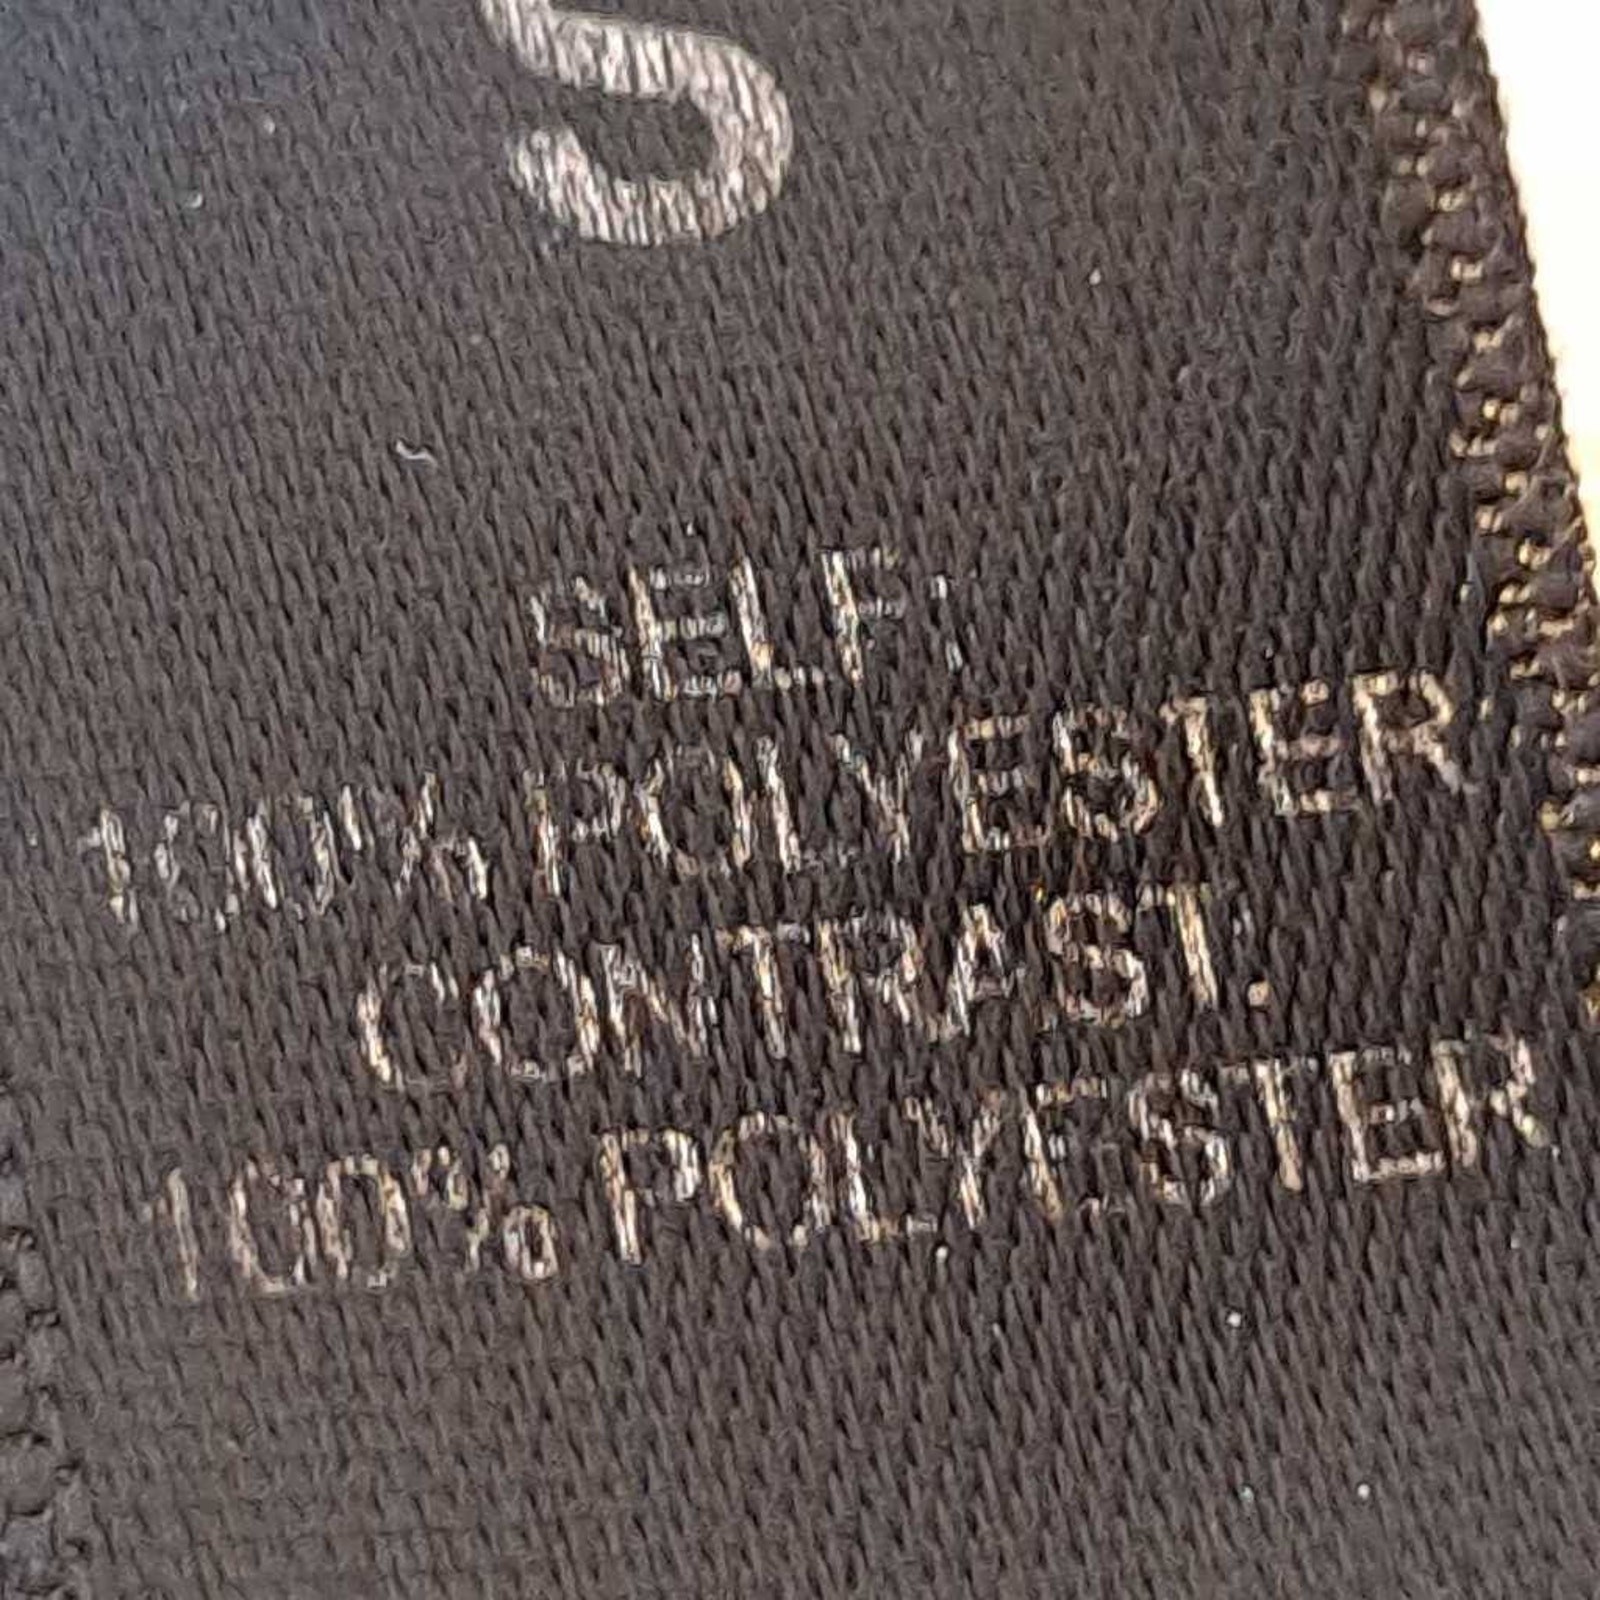 S
SELF:
100% POLYESTER
CONTRAST:
100% POLYESTER